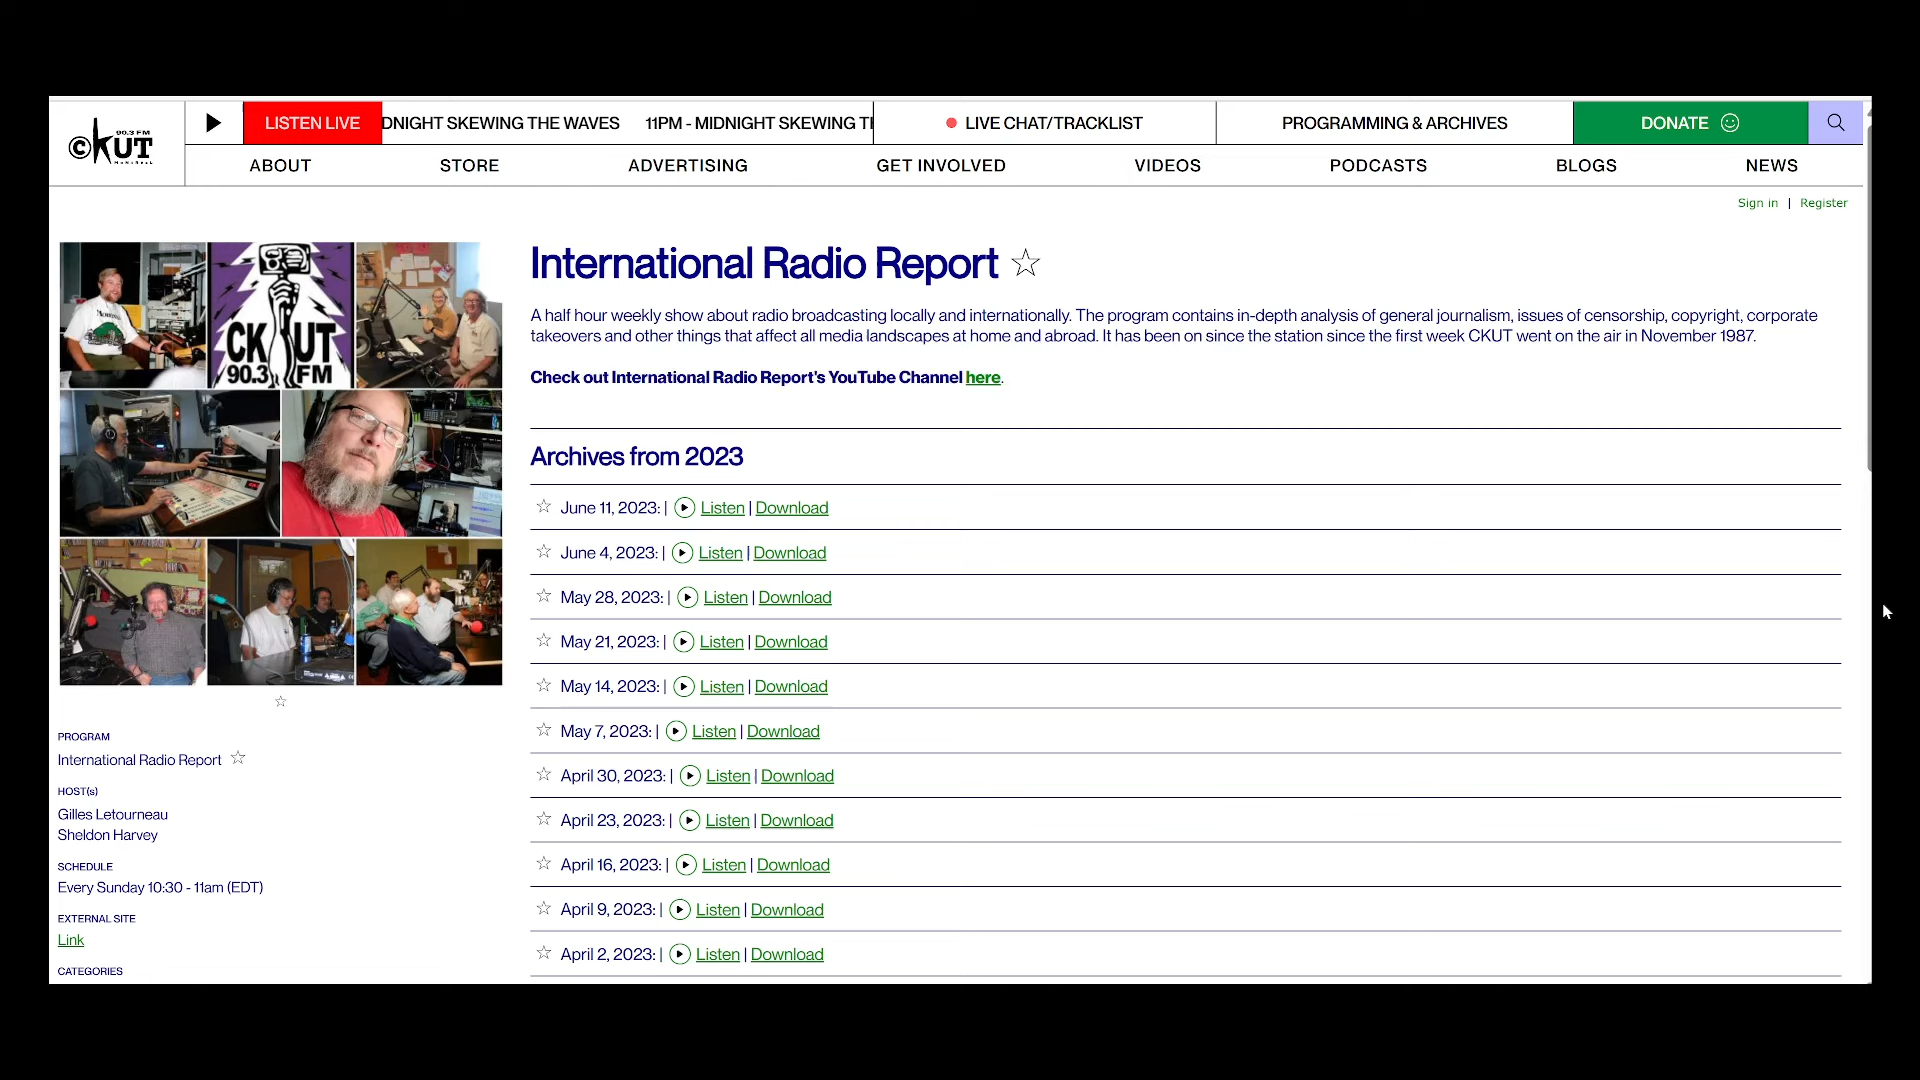 90.3 FM
©CKUT
MONTREAL
LISTEN LIVE
DNIGHT SKEWING THE WAVES 11PM - MIDNIGHT SKEWING TH
LIVE CHAT/TRACKLIST
PROGRAMMING & ARCHIVES
DONATE
ABOUT
STORE
ADVERTISING
GET INVOLVED
VIDEOS
PODCASTS
BLOGS
NEWS
Sign in | Register
CKUT
90.3 FM
PROGRAM
International Radio Report
HOST(s)
Gilles Letourneau
Sheldon Harvey
SCHEDULE
Every Sunday 10:30 - 11am (EDT)
EXTERNAL SITE
Link
CATEGORIES
International Radio Report
A half hour weekly show about radio broadcasting locally and internationally. The program contains in-depth analysis of general journalism, issues of censorship, copyright, corporate
takeovers and other things that affect all media landscapes at home and abroad. It has been on since the station since the first week CKUT went on the air in November 1987.
Check out International Radio Report's YouTube Channel here.
Archives from 2023
June 11, 2023: | Listen | Download
June 4, 2023: | Listen | Download
May 28, 2023: | Listen | Download
May 21, 2023: | Listen | Download
May 14, 2023: | Listen | Download
May 7, 2023: | Listen | Download
April 30, 2023: | Listen | Download
April 23, 2023: | Listen | Download
April 16, 2023: | Listen | Download
April 9, 2023: | Listen | Download
April 2, 2023: | Listen | Download